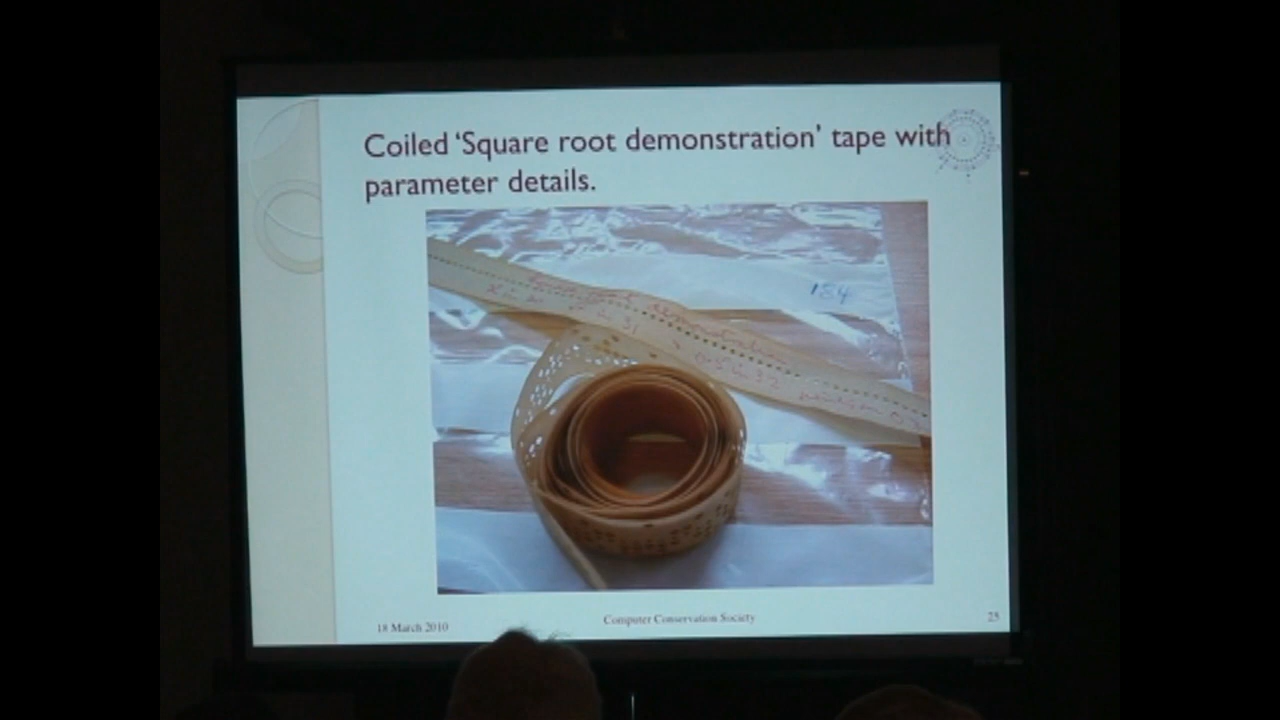 Coiled ‘Square root demonstration’ tape with
parameter details.
184
18 March 2010
Computer Conservation Society
25